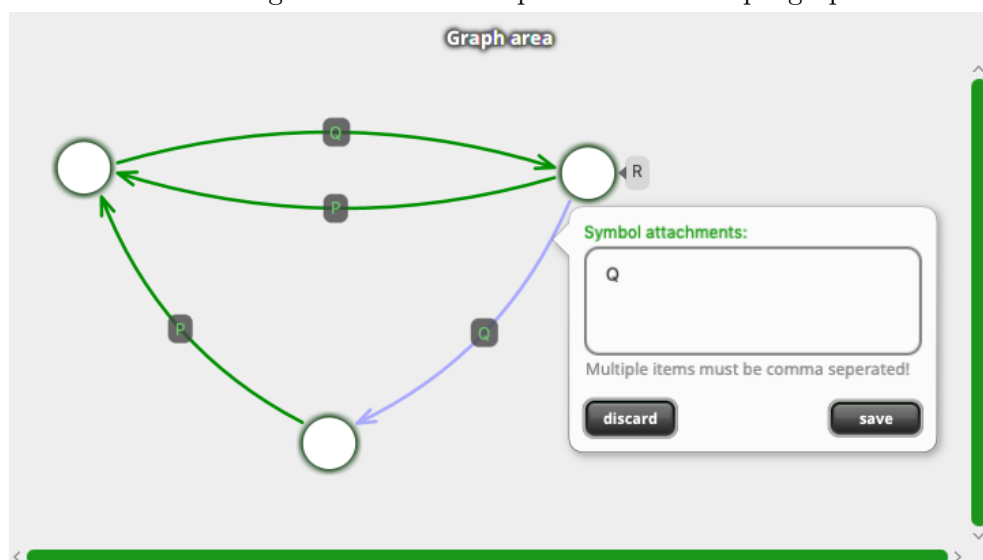 Graph area
Q
R
P
Symbol attachments:
Q
P
Q
Multiple items must be comma seperated!
discard
save